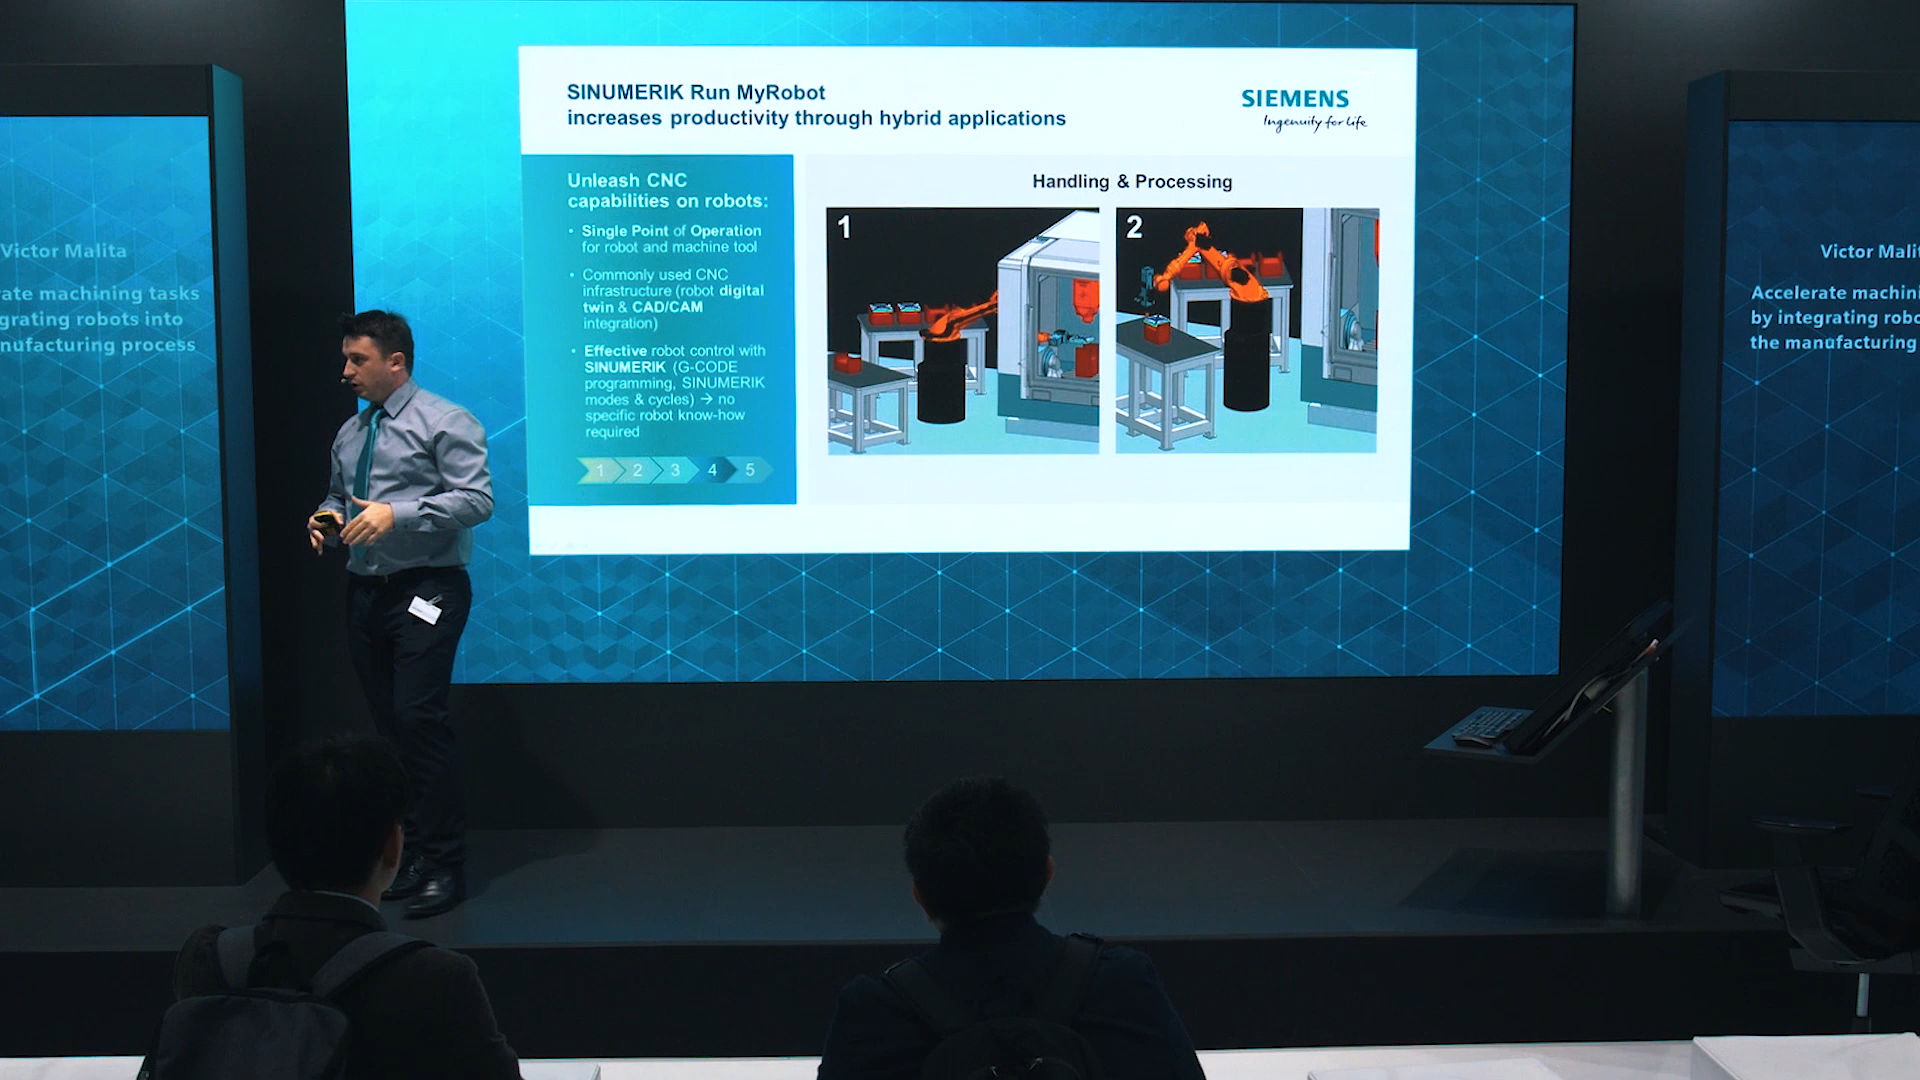 SINUMERIK Run MyRobot
increases productivity through hybrid applications
SIEMENS
Ingenuity for life
Unleash CNC
capabilities on robots:
• Single Point of Operation
for robot and machine tool
• Commonly used CNC
infrastructure (robot digital
twin & CAD/CAM
integration)
• Effective robot control with
SINUMERIK (G-CODE
programming, SINUMERIK
modes & cycles) → no
specific robot know-how
required
1 2 3 4 5
Handling & Processing
1
2
Victor Malita
rate machining tasks
grating robots into
nufacturing process
Victor Malit
Accelerate machini
by integrating robo
the manufacturing